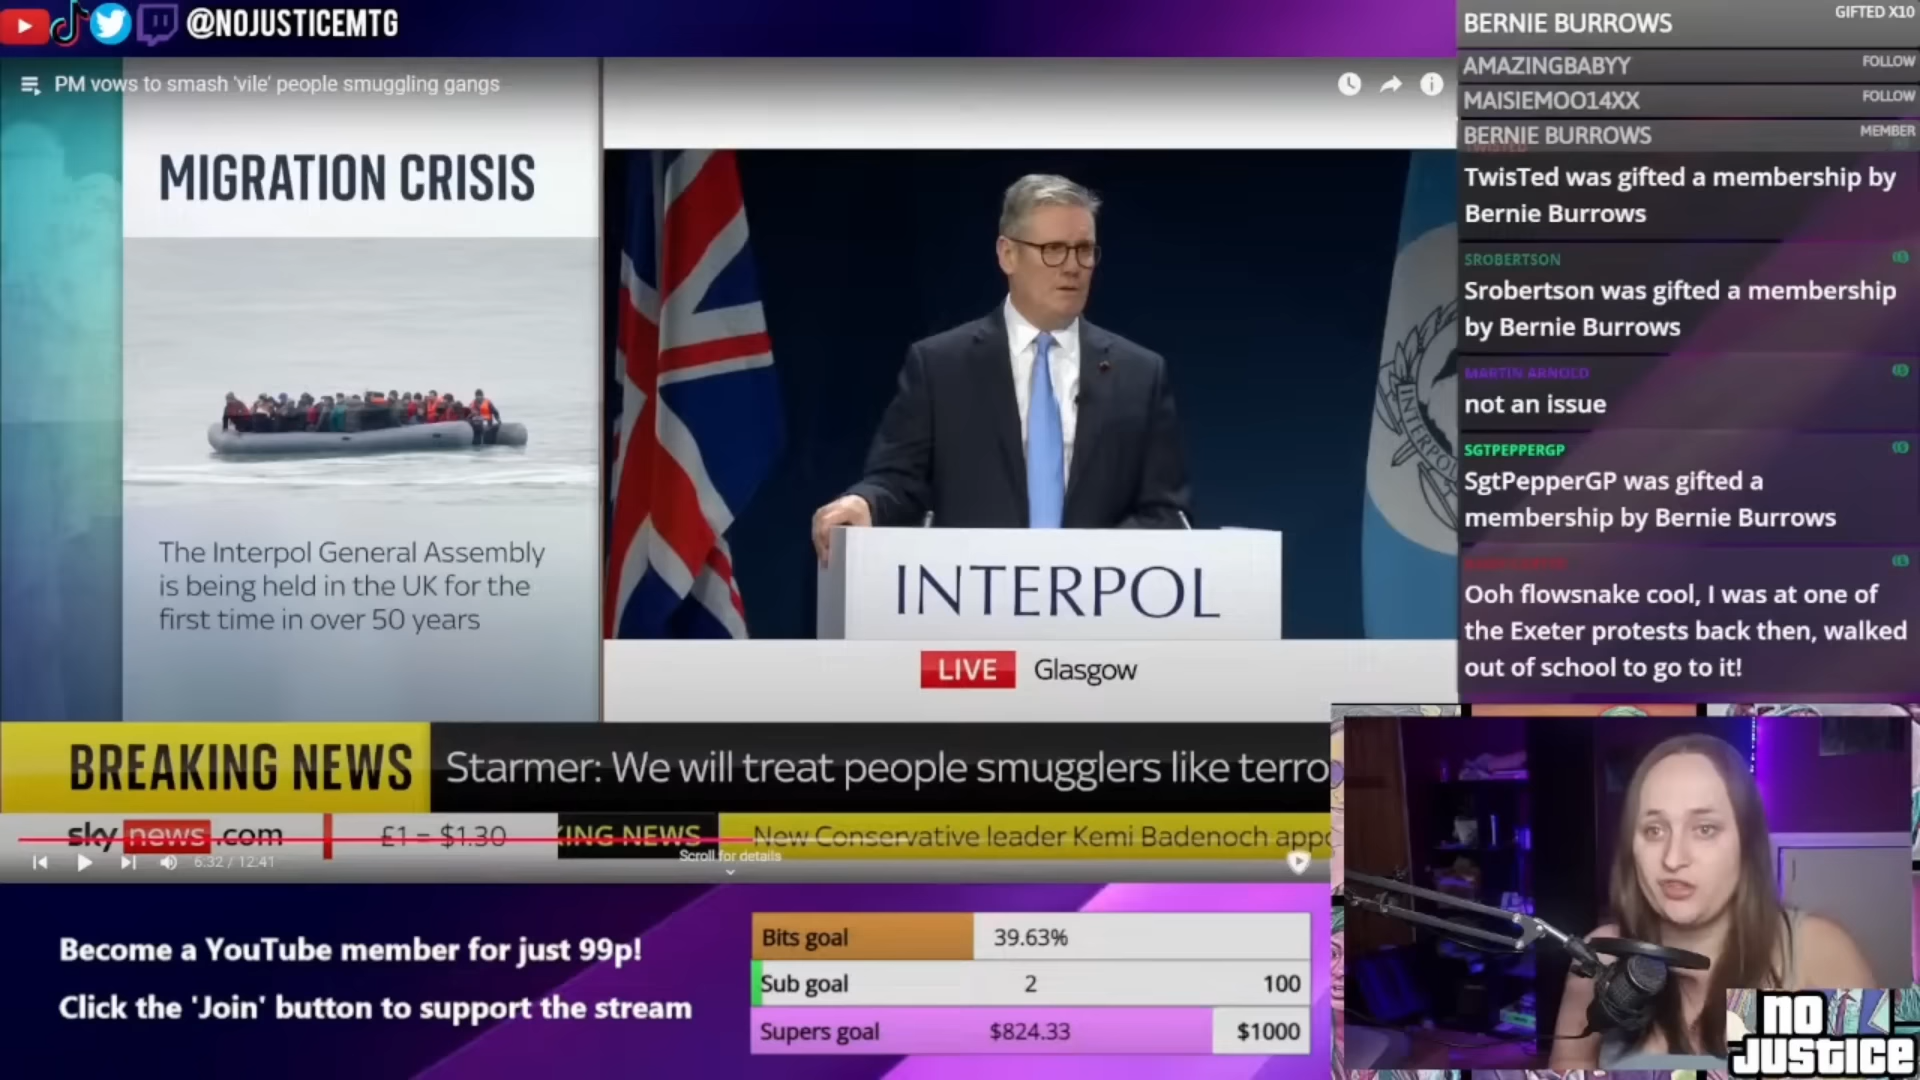 @NOJUSTICEMTG
PM vows to smash 'vile' people smuggling gangs
MIGRATION CRISIS
The Interpol General Assembly
is being held in the UK for the
first time in over 50 years
INTERPOL
INTERPOL
LIVE Glasgow
BREAKING NEWS
Starmer: We will treat people smugglers like terro
sky news .com
£1 = $1.30
KING NEWS
New Conservative leader Kemi Badenoch appo
6:32 / 12:41
Scroll for details
Become a YouTube member for just 99p!
Click the 'Join' button to support the stream
Bits goal 39.63%
Sub goal 2 100
Supers goal $824.33 $1000
BERNIE BURROWS GIFTED X10
AMAZINGBABYY FOLLOW
MAISIEMOO14XX FOLLOW
BERNIE BURROWS MEMBER
TwisTed was gifted a membership by
Bernie Burrows
SROBERTSON
Srobertson was gifted a membership
by Bernie Burrows
MARTIN ARNOLD
not an issue
SGTPEPPERGP
SgtPepperGP was gifted a
membership by Bernie Burrows
Ooh flowsnake cool, I was at one of
the Exeter protests back then, walked
out of school to go to it!
NO
JUSTICE